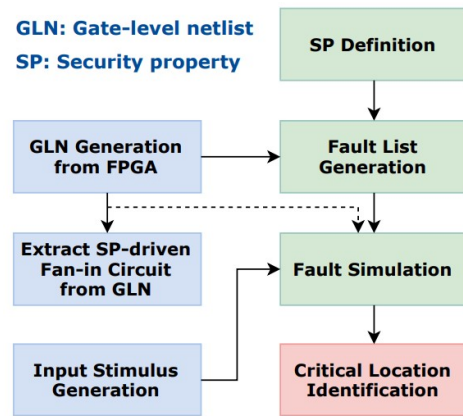 GLN: Gate-level netlist
SP: Security property
SP Definition
GLN Generation
from FPGA
Fault List
Generation
Extract SP-driven
Fan-in Circuit
from GLN
Fault Simulation
Input Stimulus
Generation
Critical Location
Identification